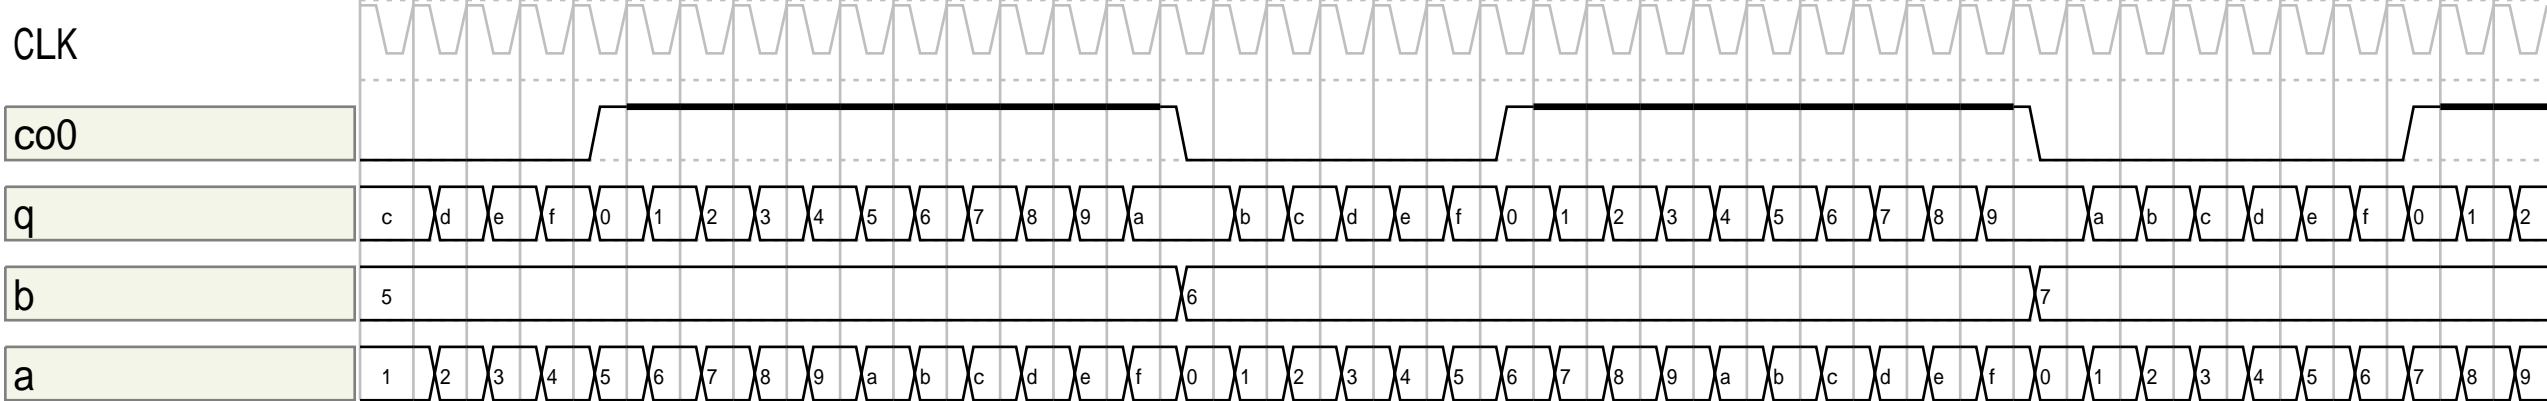 CLK
co0
q c d e f 0 1 2 3 4 5 6 7 8 9 a b c d e f 0 1 2 3 4 5 6 7 8 9 a b c d e f 0 1 2
b 5 6 7
a 1 2 3 4 5 6 7 8 9 a b c d e f 0 1 2 3 4 5 6 7 8 9 a b c d e f 0 1 2 3 4 5 6 7 8 9